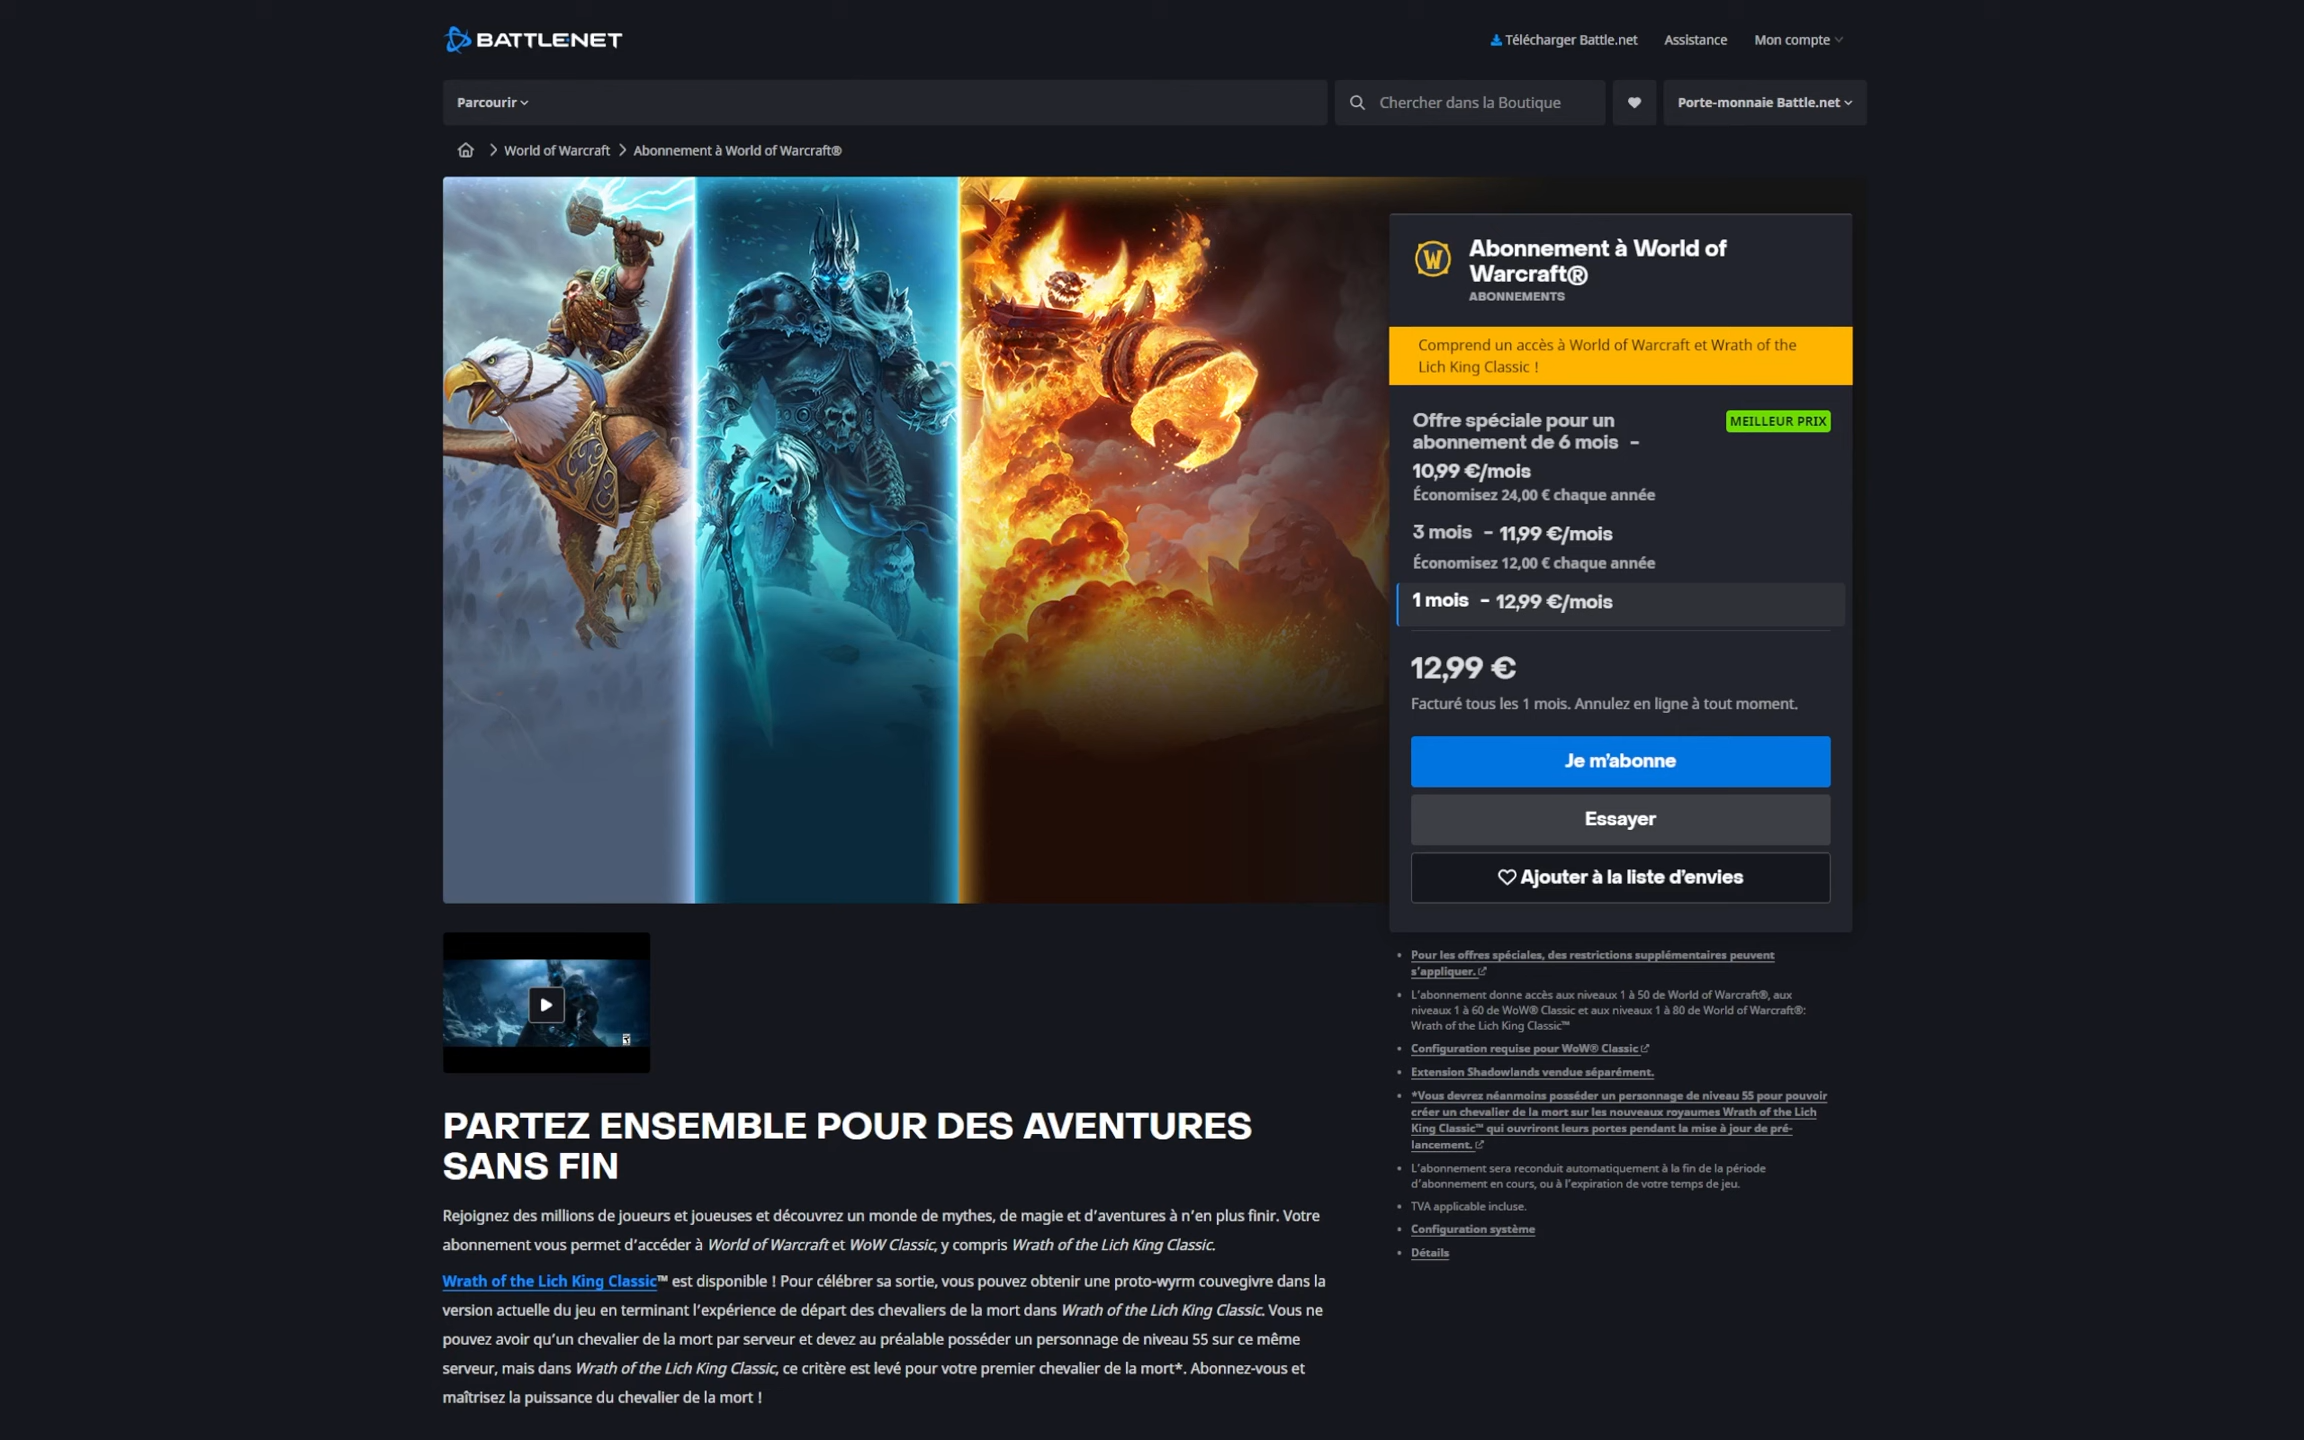 BATTLE.NET
Télécharger Battle.net
Assistance
Mon compte
Parcourir
Chercher dans la Boutique
Porte-monnaie Battle.net
World of Warcraft
Abonnement à World of Warcraft®
W
Abonnement à World of
Warcraft®
ABONNEMENTS
Comprend un accès à World of Warcraft et Wrath of the
Lich King Classic !
Offre spéciale pour un
abonnement de 6 mois –
MEILLEUR PRIX
10,99 €/mois
Économisez 24,00 € chaque année
3 mois – 11,99 €/mois
Économisez 12,00 € chaque année
1 mois – 12,99 €/mois
12,99 €
Facturé tous les 1 mois. Annulez en ligne à tout moment.
Je m’abonne
Essayer
Ajouter à la liste d’envies
• Pour les offres spéciales, des restrictions supplémentaires peuvent
s’appliquer.
• L’abonnement donne accès aux niveaux 1 à 50 de World of Warcraft®, aux
niveaux 1 à 60 de WoW® Classic et aux niveaux 1 à 80 de World of Warcraft®:
Wrath of the Lich King Classic™
• Configuration requise pour WoW® Classic
• Extension Shadowlands vendue séparément.
• *Vous devrez néanmoins posséder un personnage de niveau 55 pour pouvoir
créer un chevalier de la mort sur les nouveaux royaumes Wrath of the Lich
King Classic™ qui ouvriront leurs portes pendant la mise à jour de pré-
lancement.
• L’abonnement sera reconduit automatiquement à la fin de la période
d’abonnement en cours, ou à l’expiration de votre temps de jeu.
• TVA applicable incluse.
• Configuration système
• Détails
PARTEZ ENSEMBLE POUR DES AVENTURES
SANS FIN
Rejoignez des millions de joueurs et joueuses et découvrez un monde de mythes, de magie et d’aventures à n’en plus finir. Votre
abonnement vous permet d’accéder à World of Warcraft et WoW Classic, y compris Wrath of the Lich King Classic.
Wrath of the Lich King Classic™ est disponible ! Pour célébrer sa sortie, vous pouvez obtenir une proto-wyrm couvegivre dans la
version actuelle du jeu en terminant l’expérience de départ des chevaliers de la mort dans Wrath of the Lich King Classic. Vous ne
pouvez avoir qu’un chevalier de la mort par serveur et devez au préalable posséder un personnage de niveau 55 sur ce même
serveur, mais dans Wrath of the Lich King Classic, ce critère est levé pour votre premier chevalier de la mort*. Abonnez-vous et
maîtrisez la puissance du chevalier de la mort !